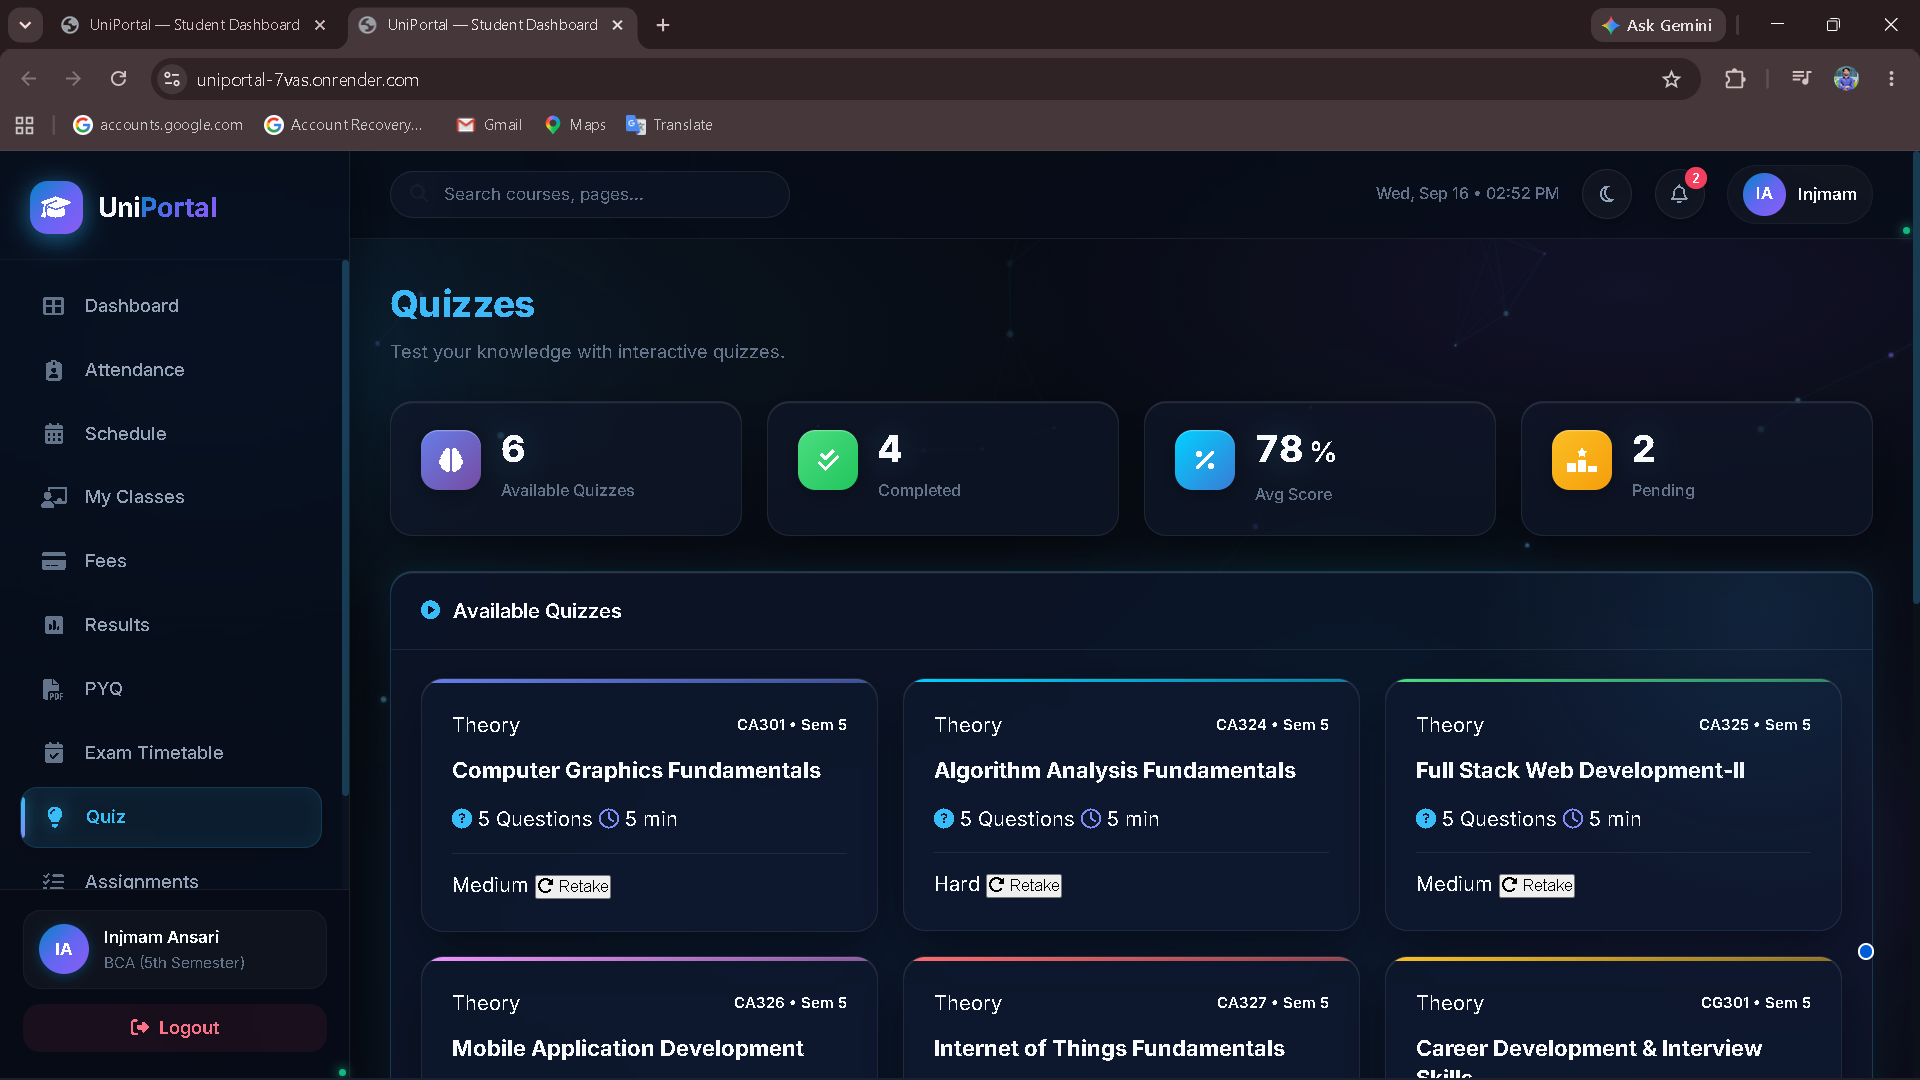 UniPortal — Student Dashboard
UniPortal — Student Dashboard
Ask Gemini
uniportal-7vas.onrender.com
accounts.google.com
Account Recovery...
Gmail
Maps
Translate
UniPortal
Search courses, pages...
Wed, Sep 16 • 02:52 PM
2
IA
Injmam
Dashboard
Attendance
Schedule
My Classes
Fees
Results
PYQ
Exam Timetable
Quiz
Assignments
IA
Injmam Ansari
BCA (5th Semester)
Logout
Quizzes
Test your knowledge with interactive quizzes.
6
Available Quizzes
4
Completed
78 %
Avg Score
2
Pending
Available Quizzes
Theory
CA301 • Sem 5
Computer Graphics Fundamentals
5 Questions 5 min
Medium Retake
Theory
CA324 • Sem 5
Algorithm Analysis Fundamentals
5 Questions 5 min
Hard Retake
Theory
CA325 • Sem 5
Full Stack Web Development-II
5 Questions 5 min
Medium Retake
Theory
CA326 • Sem 5
Mobile Application Development
Theory
CA327 • Sem 5
Internet of Things Fundamentals
Theory
CG301 • Sem 5
Career Development & Interview
Skills